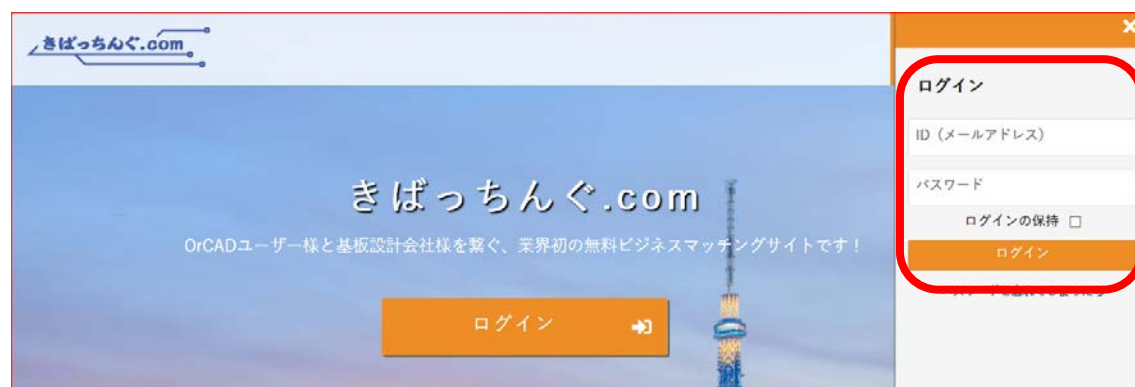 きばっちんぐ.com
きばっちんぐ.com
OrCADユーザー様と基板設計会社様を繋ぐ、業界初の無料ビジネスマッチングサイトです！
ログイン
ログイン
ID（メールアドレス）
パスワード
ログインの保持
ログイン